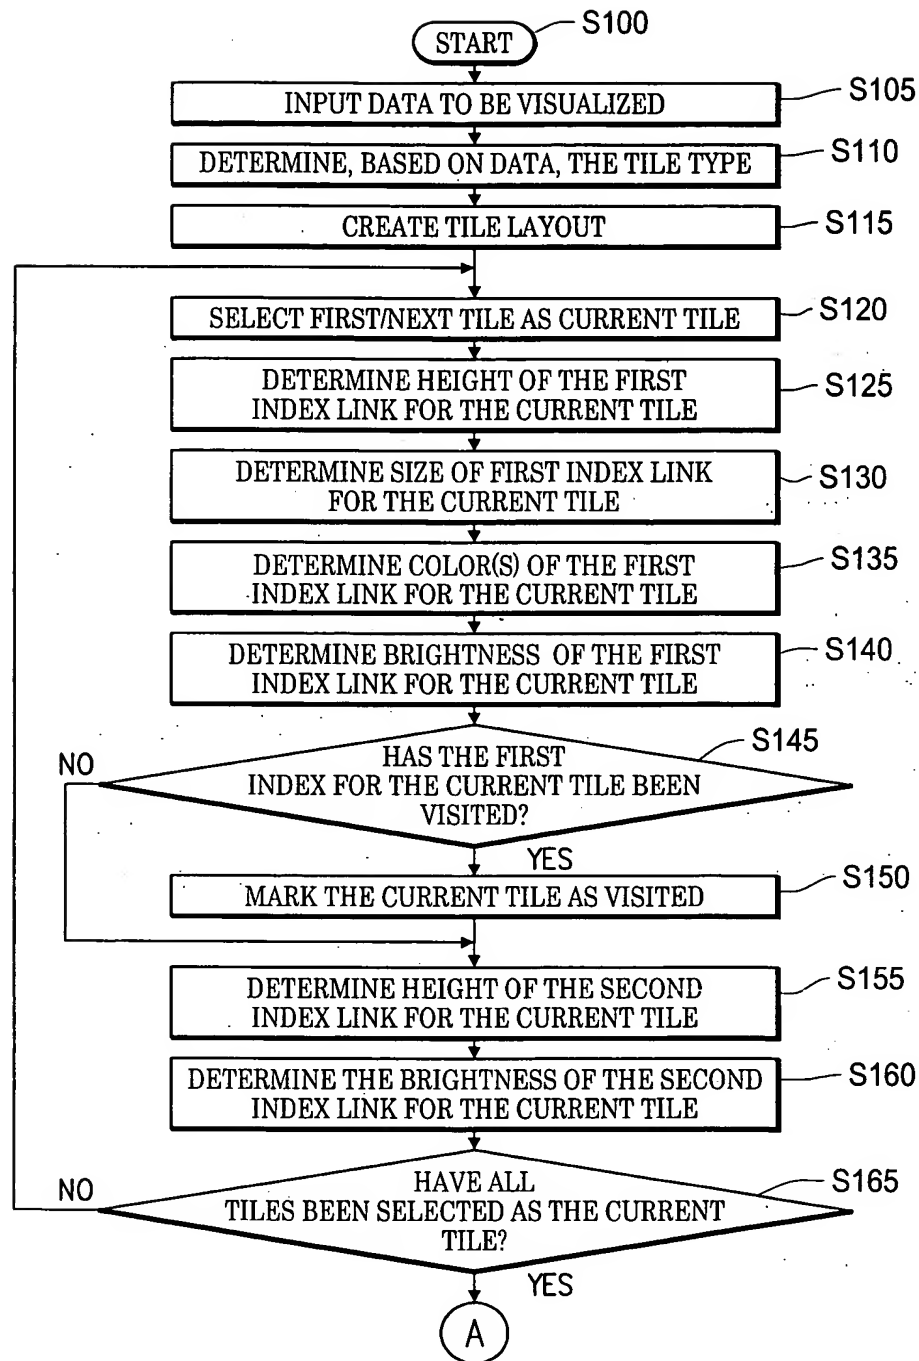 START
S100
INPUT DATA TO BE VISUALIZED
S105
DETERMINE, BASED ON DATA, THE TILE TYPE
S110
CREATE TILE LAYOUT
S115
SELECT FIRST/NEXT TILE AS CURRENT TILE
S120
DETERMINE HEIGHT OF THE FIRST
INDEX LINK FOR THE CURRENT TILE
S125
DETERMINE SIZE OF FIRST INDEX LINK
FOR THE CURRENT TILE
S130
DETERMINE COLOR(S) OF THE FIRST
INDEX LINK FOR THE CURRENT TILE
S135
DETERMINE BRIGHTNESS OF THE FIRST
INDEX LINK FOR THE CURRENT TILE
S140
HAS THE FIRST
INDEX FOR THE CURRENT TILE BEEN
VISITED?
S145
NO
YES
MARK THE CURRENT TILE AS VISITED
S150
DETERMINE HEIGHT OF THE SECOND
INDEX LINK FOR THE CURRENT TILE
S155
DETERMINE THE BRIGHTNESS OF THE SECOND
INDEX LINK FOR THE CURRENT TILE
S160
HAVE ALL
TILES BEEN SELECTED AS THE CURRENT
TILE?
S165
NO
YES
A